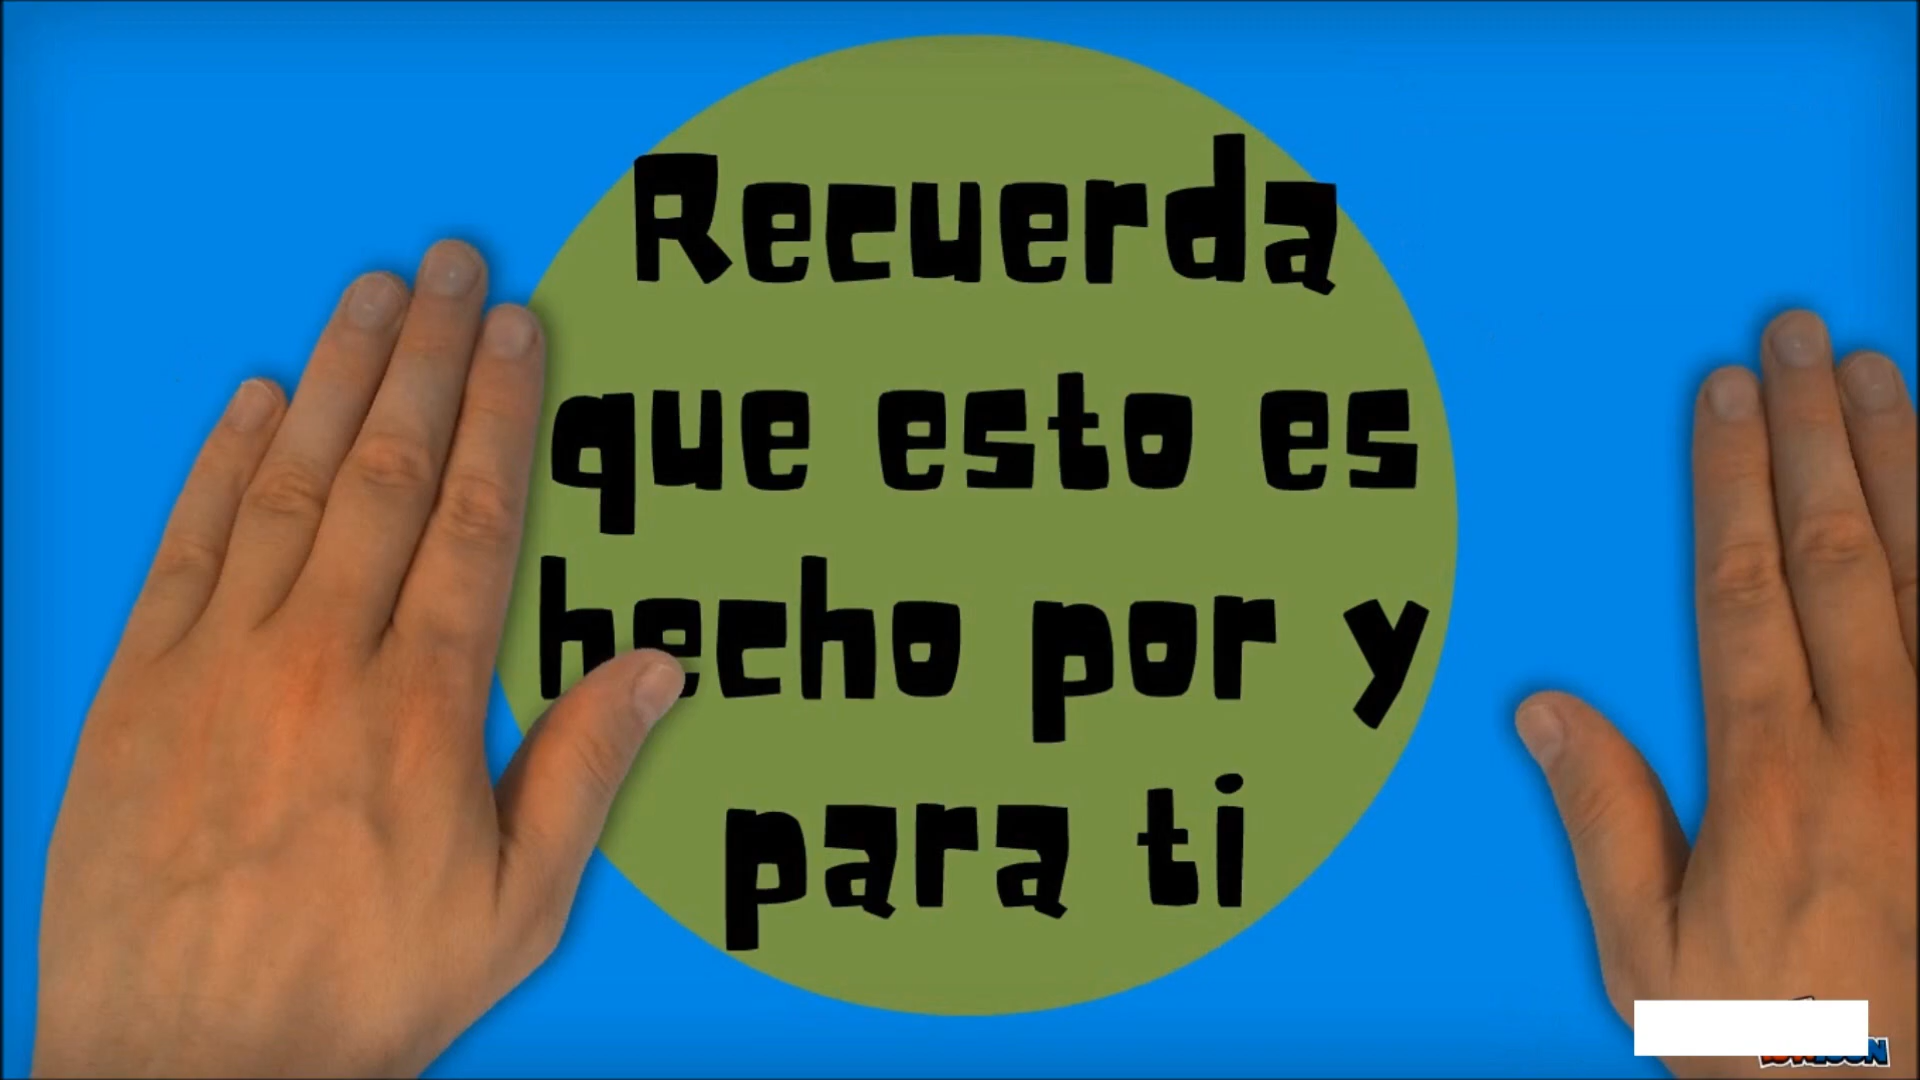 Recuerda
que esto es
hecho por y
para ti